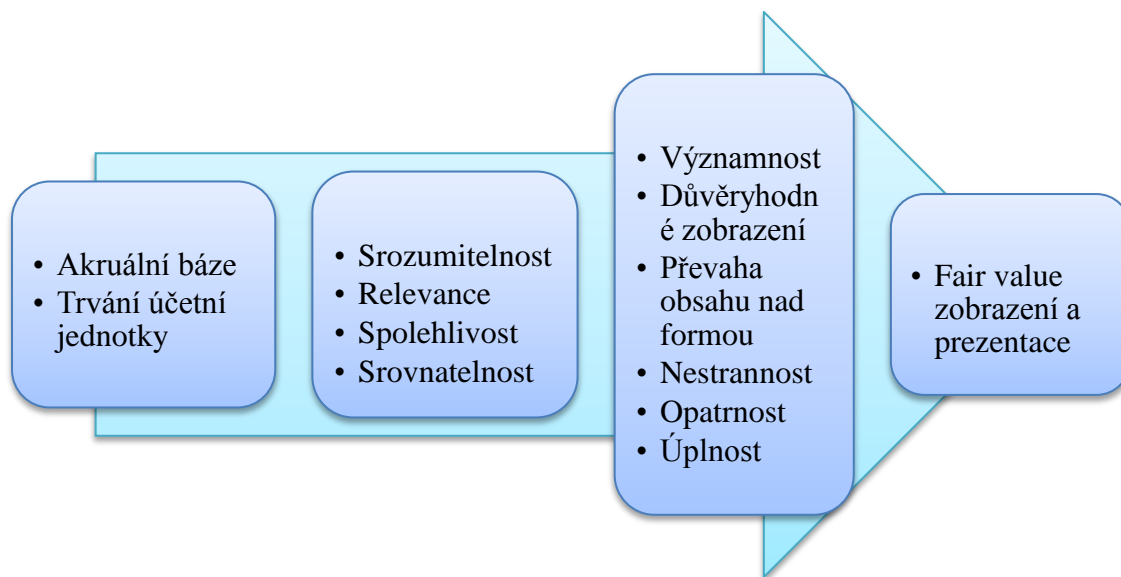 • Akruální báze
• Trvání účetní
jednotky
• Srozumitelnost
• Relevance
• Spolehlivost
• Srovnatelnost
• Významnost
• Důvěryhodn
é zobrazení
• Převaha
obsahu nad
formou
• Nestrannost
• Opatrnost
• Úplnost
• Fair value
zobrazení a
prezentace